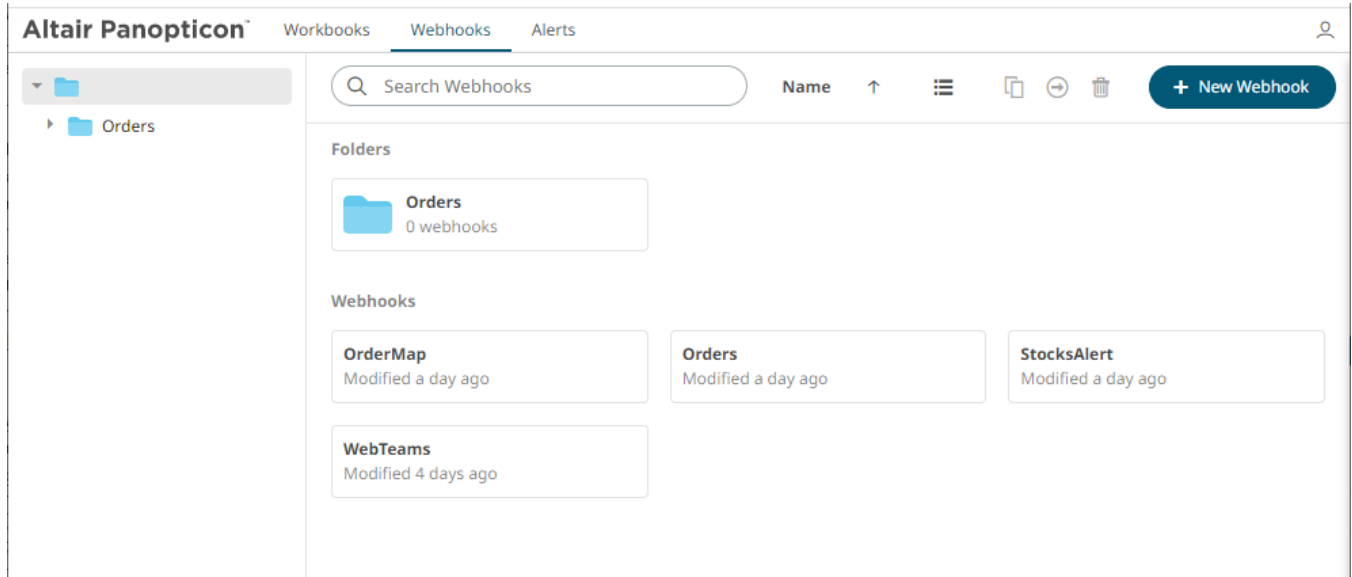 Altair Panopticon™ Workbooks Webhooks Alerts
Orders
Search Webhooks Name + New Webhook
Folders
Orders
0 webhooks
Webhooks
OrderMap
Modified a day ago
Orders
Modified a day ago
StocksAlert
Modified a day ago
WebTeams
Modified 4 days ago